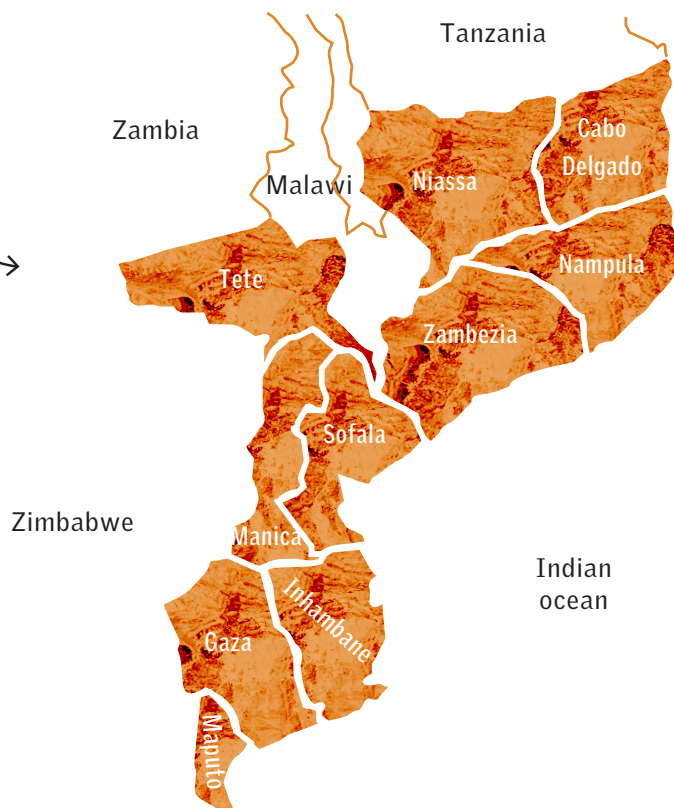 Tanzania
Zambia
Cabo
Delgado
Malawi
Niassa
Nampula
Tete
Zambezia
Sofala
Zimbabwe
Manica
Indian
ocean
Inhambane
Gaza
Maputo